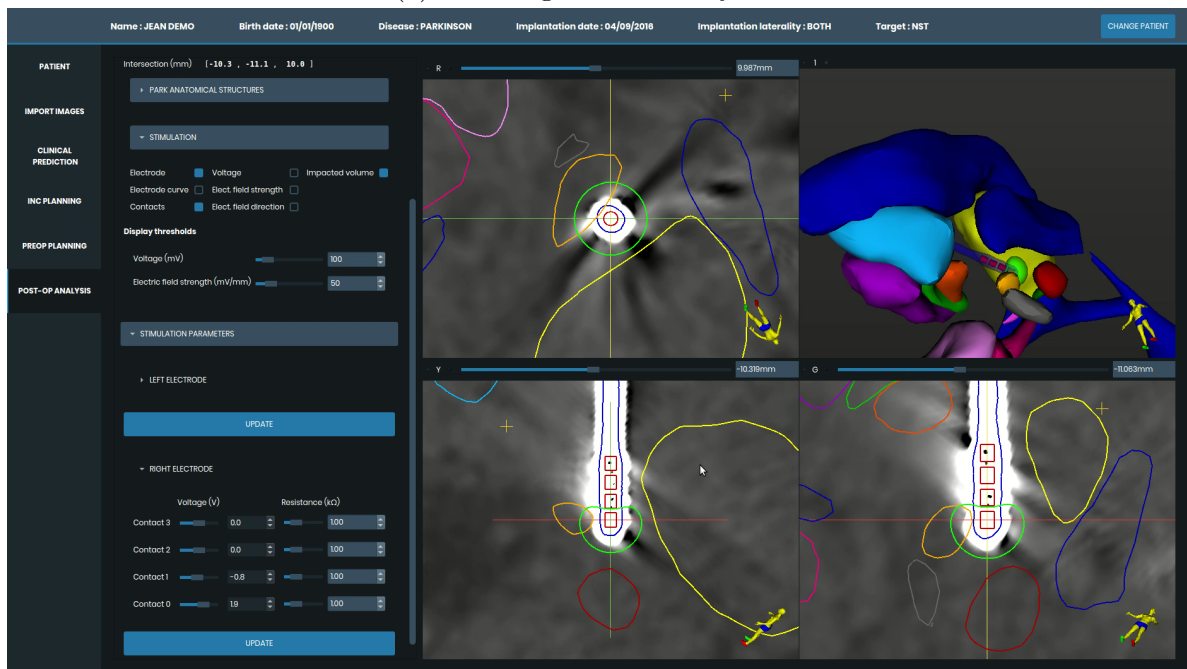 Name : JEAN DEMO Birth date : 01/01/1900 Disease : PARKINSON Implantation date : 04/09/2016 Implantation laterality : BOTH Target : NST CHANGE PATIENT
PATIENT
IMPORT IMAGES
CLINICAL
PREDICTION
INC PLANNING
PREOP PLANNING
POST-OP ANALYSIS
Intersection (mm) [-10.3 , -11.1 , 10.0 ]
PARK ANATOMICAL STRUCTURES
STIMULATION
Electrode Voltage Impacted volume
Electrode curve Elect. field strength
Contacts Elect. field direction
Display thresholds
Voltage (mV) 100
Electric field strength (mV/mm) 50
STIMULATION PARAMETERS
LEFT ELECTRODE
UPDATE
RIGHT ELECTRODE
Voltage (V) Resistance (kΩ)
Contact 3 0.0 1.00
Contact 2 0.0 1.00
Contact 1 -0.8 1.00
Contact 0 1.9 1.00
UPDATE
R 9.987mm
1
Y -10.319mm
G -11.063mm